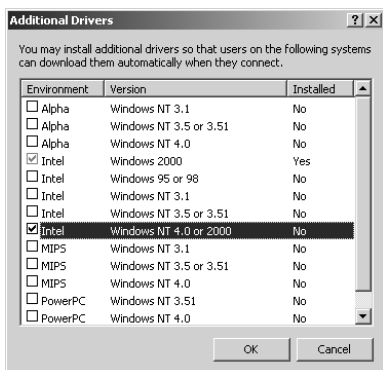 Additional Drivers
You may install additional drivers so that users on the following systems
can download them automatically when they connect.
Environment Version Installed
Alpha Windows NT 3.1 No
Alpha Windows NT 3.5 or 3.51 No
Alpha Windows NT 4.0 No
Intel Windows 2000 Yes
Intel Windows 95 or 98 No
Intel Windows NT 3.1 No
Intel Windows NT 3.5 or 3.51 No
Intel Windows NT 4.0 or 2000 No
MIPS Windows NT 3.1 No
MIPS Windows NT 3.5 or 3.51 No
MIPS Windows NT 4.0 No
PowerPC Windows NT 3.51 No
PowerPC Windows NT 4.0 No
OK Cancel